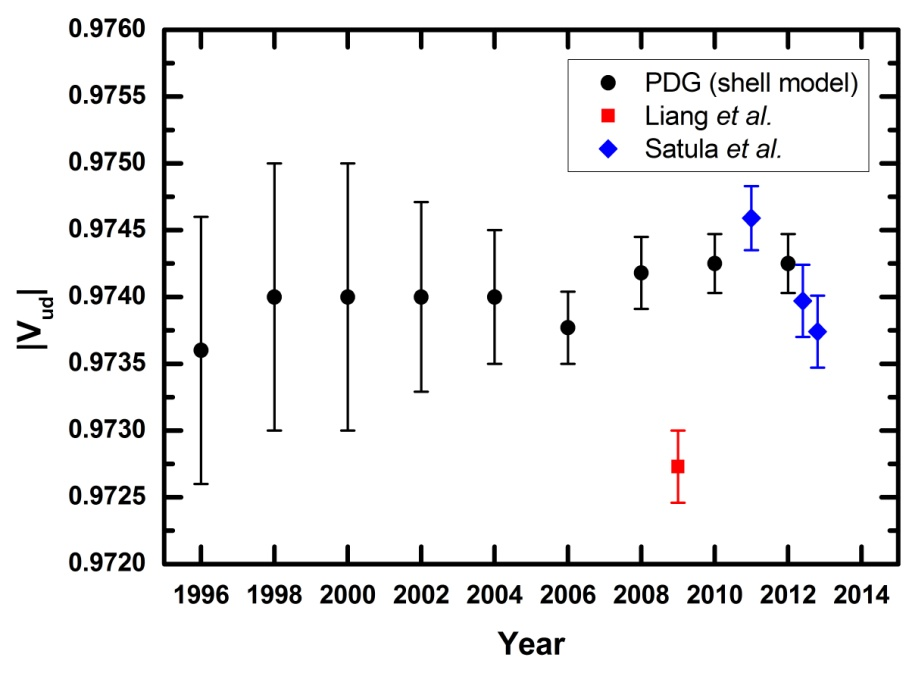 0.9760
0.9755
0.9750
0.9745
0.9740
0.9735
0.9730
0.9725
0.9720
|Vud|
PDG (shell model)
Liang et al.
Satula et al.
1996 1998 2000 2002 2004 2006 2008 2010 2012 2014
Year